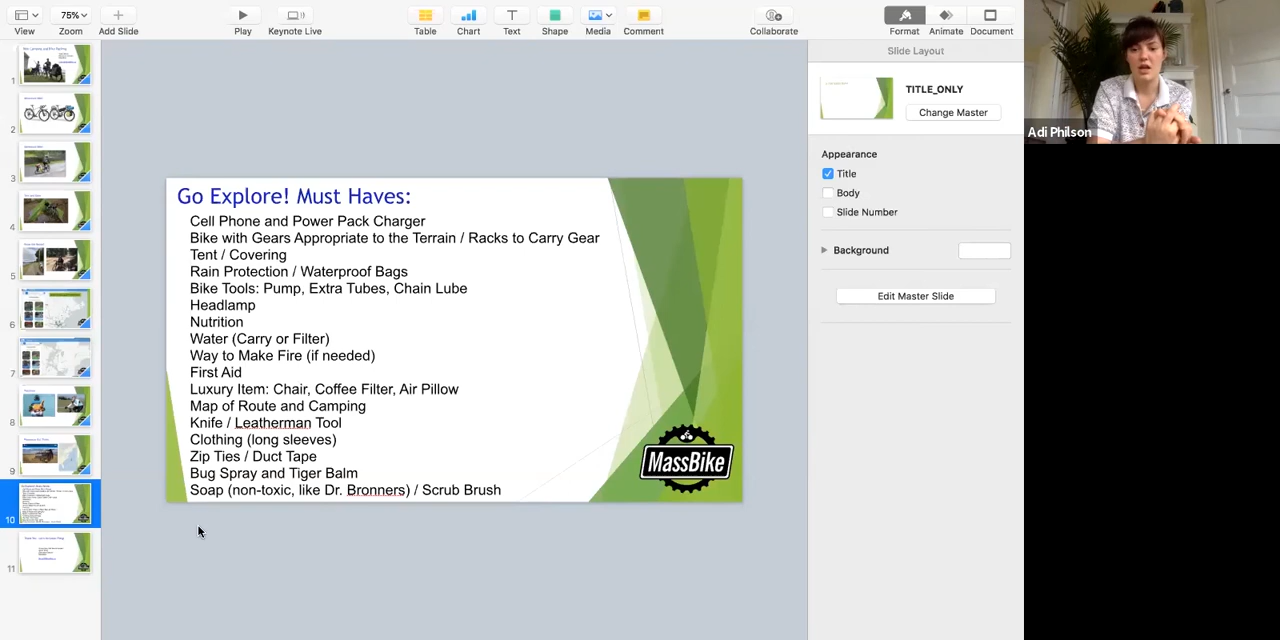 View
75%
Zoom
Add Slide
Play
Keynote Live
Table
Chart
Text
Shape
Media
Comment
Collaborate
Format
Animate
Document
Slide Layout
TITLE_ONLY
Change Master
Appearance
Title
Body
Slide Number
Background
Edit Master Slide
Adi Philson
1
2
3
4
5
6
7
8
9
10
11
Go Explore! Must Haves:
Cell Phone and Power Pack Charger
Bike with Gears Appropriate to the Terrain / Racks to Carry Gear
Tent / Covering
Rain Protection / Waterproof Bags
Bike Tools: Pump, Extra Tubes, Chain Lube
Headlamp
Nutrition
Water (Carry or Filter)
Way to Make Fire (if needed)
First Aid
Luxury Item: Chair, Coffee Filter, Air Pillow
Map of Route and Camping
Knife / Leatherman Tool
Clothing (long sleeves)
Zip Ties / Duct Tape
Bug Spray and Tiger Balm
Soap (non-toxic, like Dr. Bronners) / Scrub Brush
MassBike